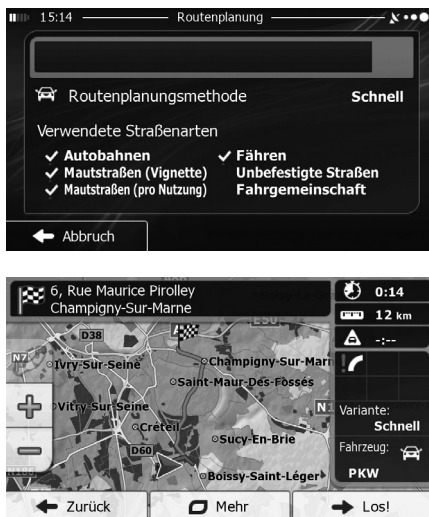 15:14 Routenplanung
Routenplanungsmethode Schnell
Verwendete Straßenarten
Autobahnen Fähren
Mautstraßen (Vignette) Unbefestigte Straßen
Mautstraßen (pro Nutzung) Fahrgemeinschaft
Abbruch
6, Rue Maurice Pirolley
Champigny-Sur-Marne
0:14
12 km
-:--
D38
N7
Ivry-Sur-Seine
Champigny-Sur-Marn
Saint-Maur-Des-Fossés
Vitry-Sur-Seine
Créteil
D60
Sucy-En-Brie
Boissy-Saint-Léger
Variante:
Schnell
Fahrzeug:
PKW
Zurück Mehr Los!